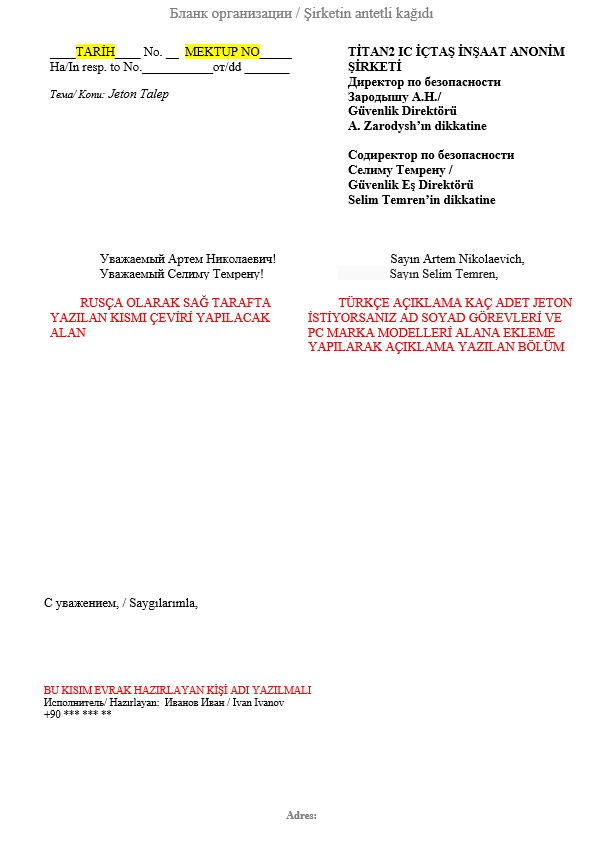 Бланк организации / Şirketin antetli kağıdı
____TARİH____ No. __ MEKTUP NO_____
На/In resp. to No.___________от/dd _______
Тема/ Копи: Jeton Talep
TİTAN2 IC İÇTAŞ İNŞAAT ANONİM
ŞİRKETİ
Директор по безопасности
Зародышу А.Н./
Güvenlik Direktörü
A. Zarodysh’ın dikkatine
Содиректор по безопасности
Селиму Темрену /
Güvenlik Eş Direktörü
Selim Temren’in dikkatine
Уважаемый Артем Николаевич!
Уважаемый Селиму Темрену!
Sayın Artem Nikolaevich,
Sayın Selim Temren,
RUSÇA OLARAK SAĞ TARAFTA
YAZILAN KISMI ÇEVİRİ YAPILACAK
ALAN
TÜRKÇE AÇIKLAMA KAÇ ADET JETON
İSTİYORSANIZ AD SOYAD GÖREVLERİ VE
PC MARKA MODELLERİ ALANA EKLEME
YAPILARAK AÇIKLAMA YAZILAN BÖLÜM
С уважением, / Saygılarımla,
BU KISIM EVRAK HAZIRLAYAN KİŞİ ADI YAZILMALI
Исполнитель/ Hazırlayan: Иванов Иван / Ivan Ivanov
+90 *** *** **
Adres: